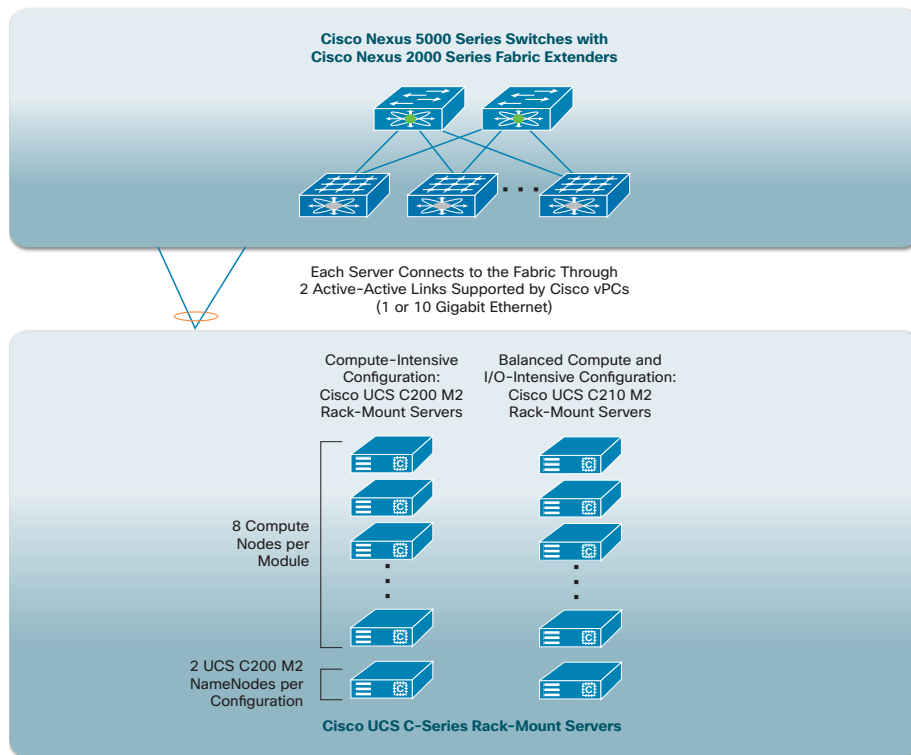 Cisco Nexus 5000 Series Switches with
Cisco Nexus 2000 Series Fabric Extenders
Each Server Connects to the Fabric Through
2 Active-Active Links Supported by Cisco vPCs
(1 or 10 Gigabit Ethernet)
Compute-Intensive
Configuration:
Cisco UCS C200 M2
Rack-Mount Servers
Balanced Compute and
I/O-Intensive Configuration:
Cisco UCS C210 M2
Rack-Mount Servers
C
C
C
C
C
C
8 Compute
Nodes per
Module
C
C
2 UCS C200 M2
NameNodes per
Configuration
C
C
Cisco UCS C-Series Rack-Mount Servers